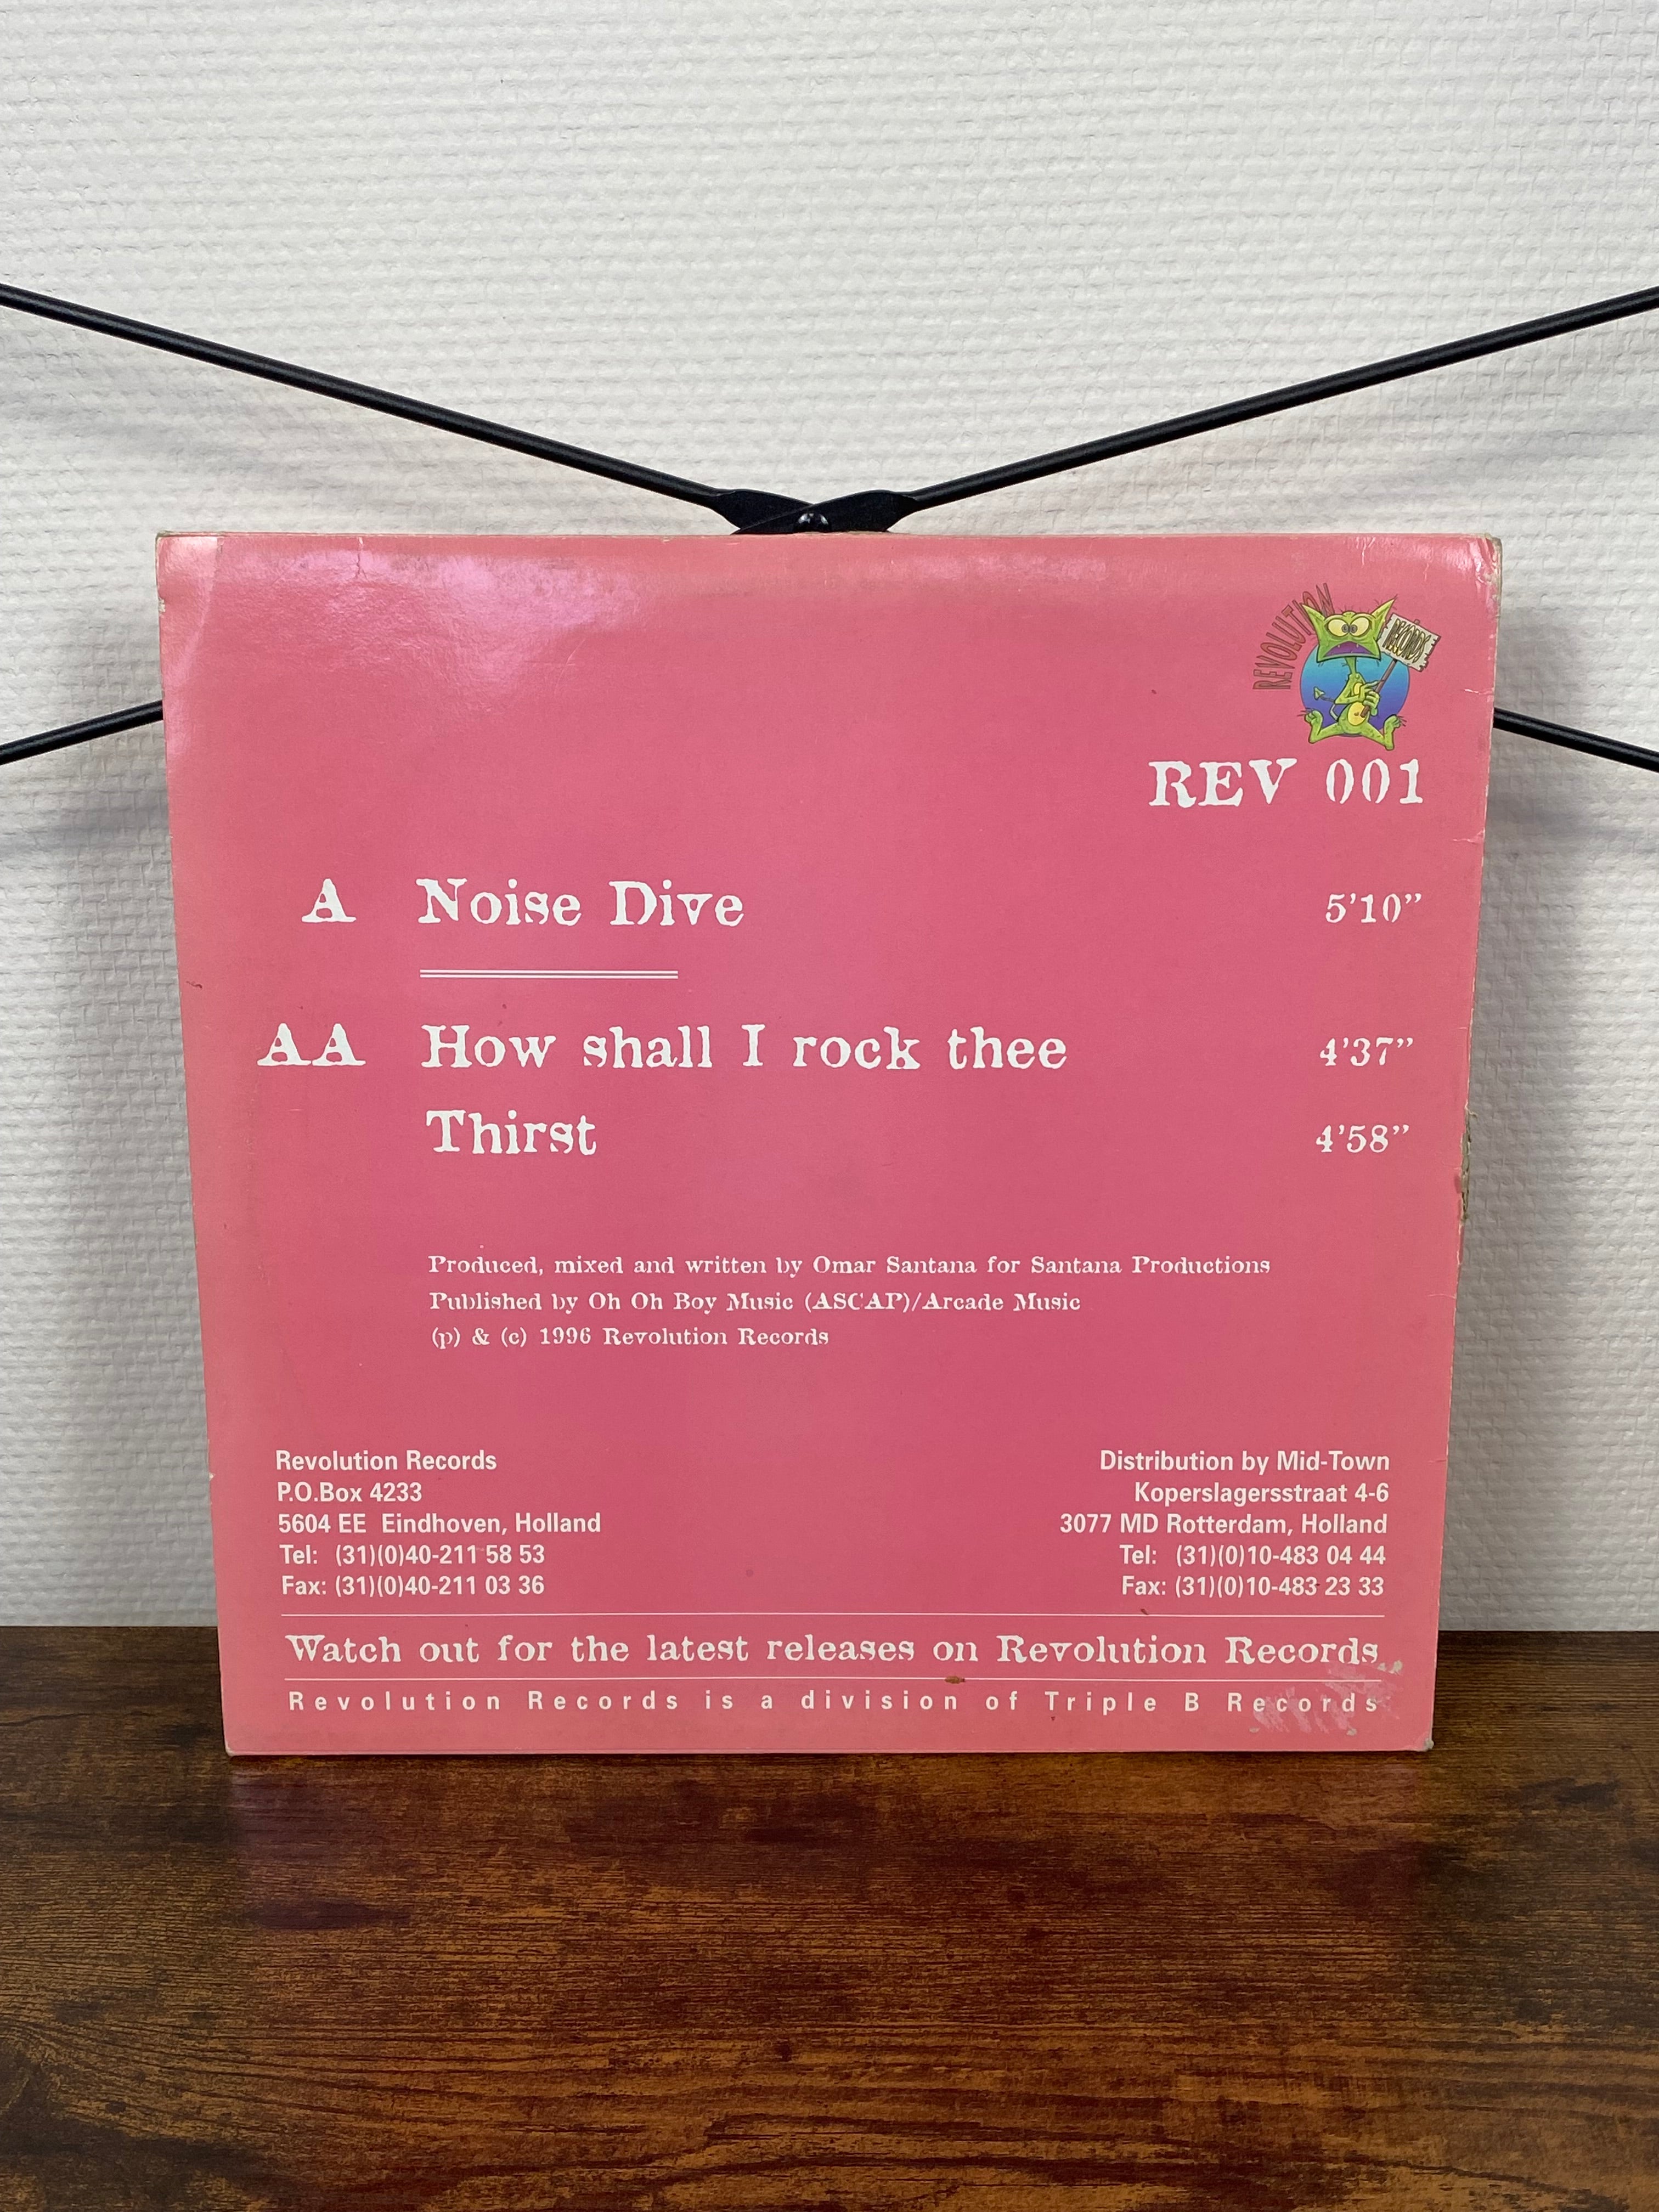 REVOLUTION
RECORDS
REV 001
A Noise Dive 5'10"
AA How shall I rock thee 4'37"
Thirst 4'58"
Produced, mixed and written by Omar Santana for Santana Productions
Published by Oh Oh Boy Music (ASCAP)/Arcade Music
(p) & (c) 1996 Revolution Records
Revolution Records
P.O.Box 4233
5604 EE Eindhoven, Holland
Tel: (31)(0)40-211 58 53
Fax: (31)(0)40-211 03 36
Distribution by Mid-Town
Koperslagersstraat 4-6
3077 MD Rotterdam, Holland
Tel: (31)(0)10-483 04 44
Fax: (31)(0)10-483 23 33
Watch out for the latest releases on Revolution Records
Revolution Records is a division of Triple B Records